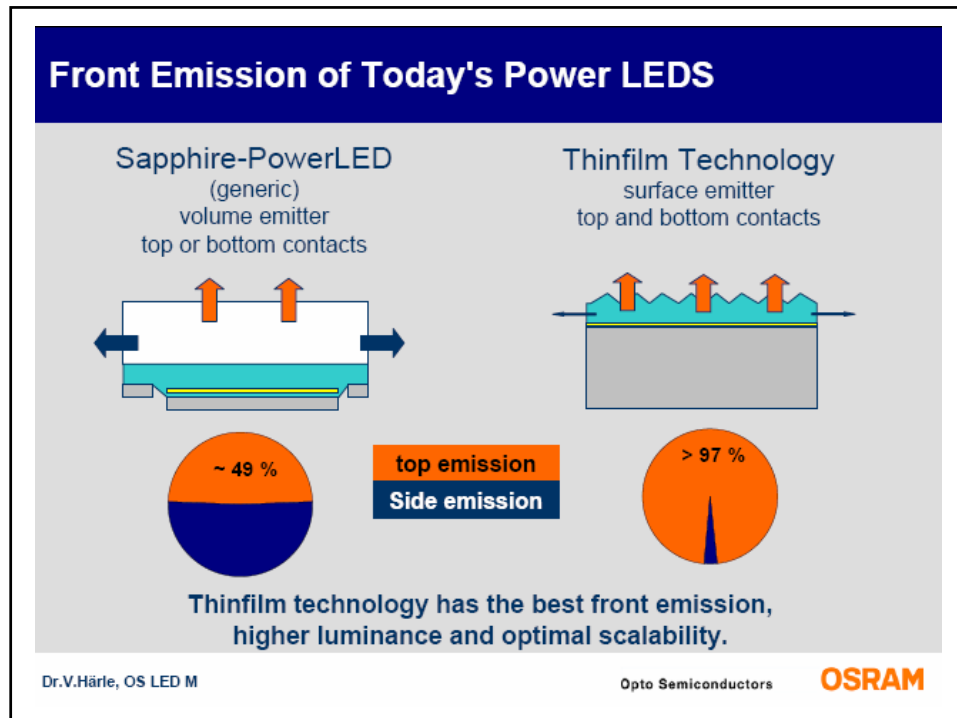 Front Emission of Today's Power LEDS
Sapphire-PowerLED
(generic)
volume emitter
top or bottom contacts
Thinfilm Technology
surface emitter
top and bottom contacts
~ 49 %
top emission
Side emission
> 97 %
Thinfilm technology has the best front emission,
higher luminance and optimal scalability.
Dr.V.Härle, OS LED M
Opto Semiconductors
OSRAM